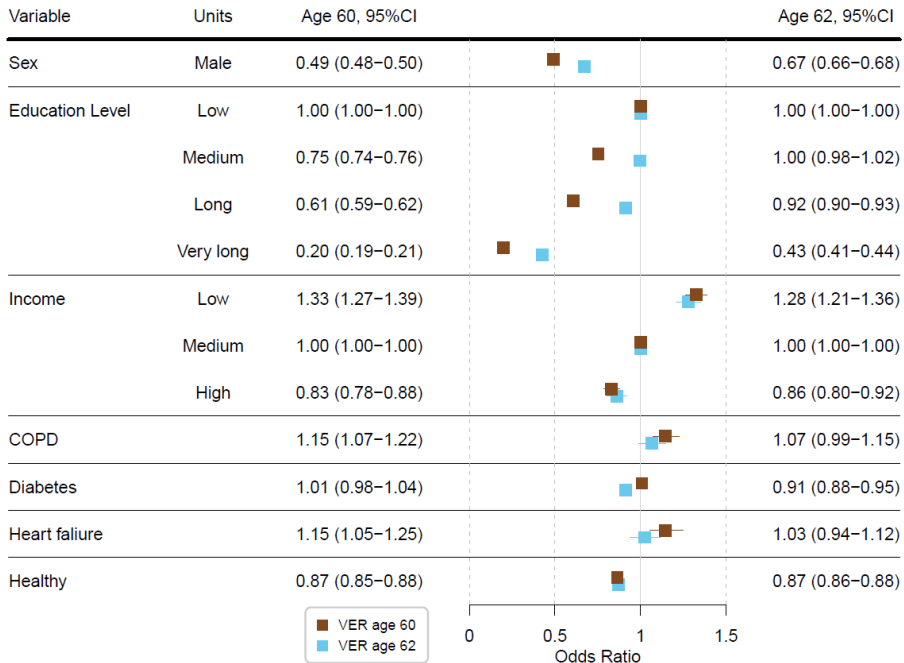 Variable Units Age 60, 95%CI Age 62, 95%CI
Sex Male 0.49 (0.48−0.50) 0.67 (0.66−0.68)
Education Level Low 1.00 (1.00−1.00) 1.00 (1.00−1.00)
Medium 0.75 (0.74−0.76) 1.00 (0.98−1.02)
Long 0.61 (0.59−0.62) 0.92 (0.90−0.93)
Very long 0.20 (0.19−0.21) 0.43 (0.41−0.44)
Income Low 1.33 (1.27−1.39) 1.28 (1.21−1.36)
Medium 1.00 (1.00−1.00) 1.00 (1.00−1.00)
High 0.83 (0.78−0.88) 0.86 (0.80−0.92)
COPD 1.15 (1.07−1.22) 1.07 (0.99−1.15)
Diabetes 1.01 (0.98−1.04) 0.91 (0.88−0.95)
Heart faliure 1.15 (1.05−1.25) 1.03 (0.94−1.12)
Healthy 0.87 (0.85−0.88) 0.87 (0.86−0.88)
VER age 60
VER age 62
0 0.5 1 1.5
Odds Ratio